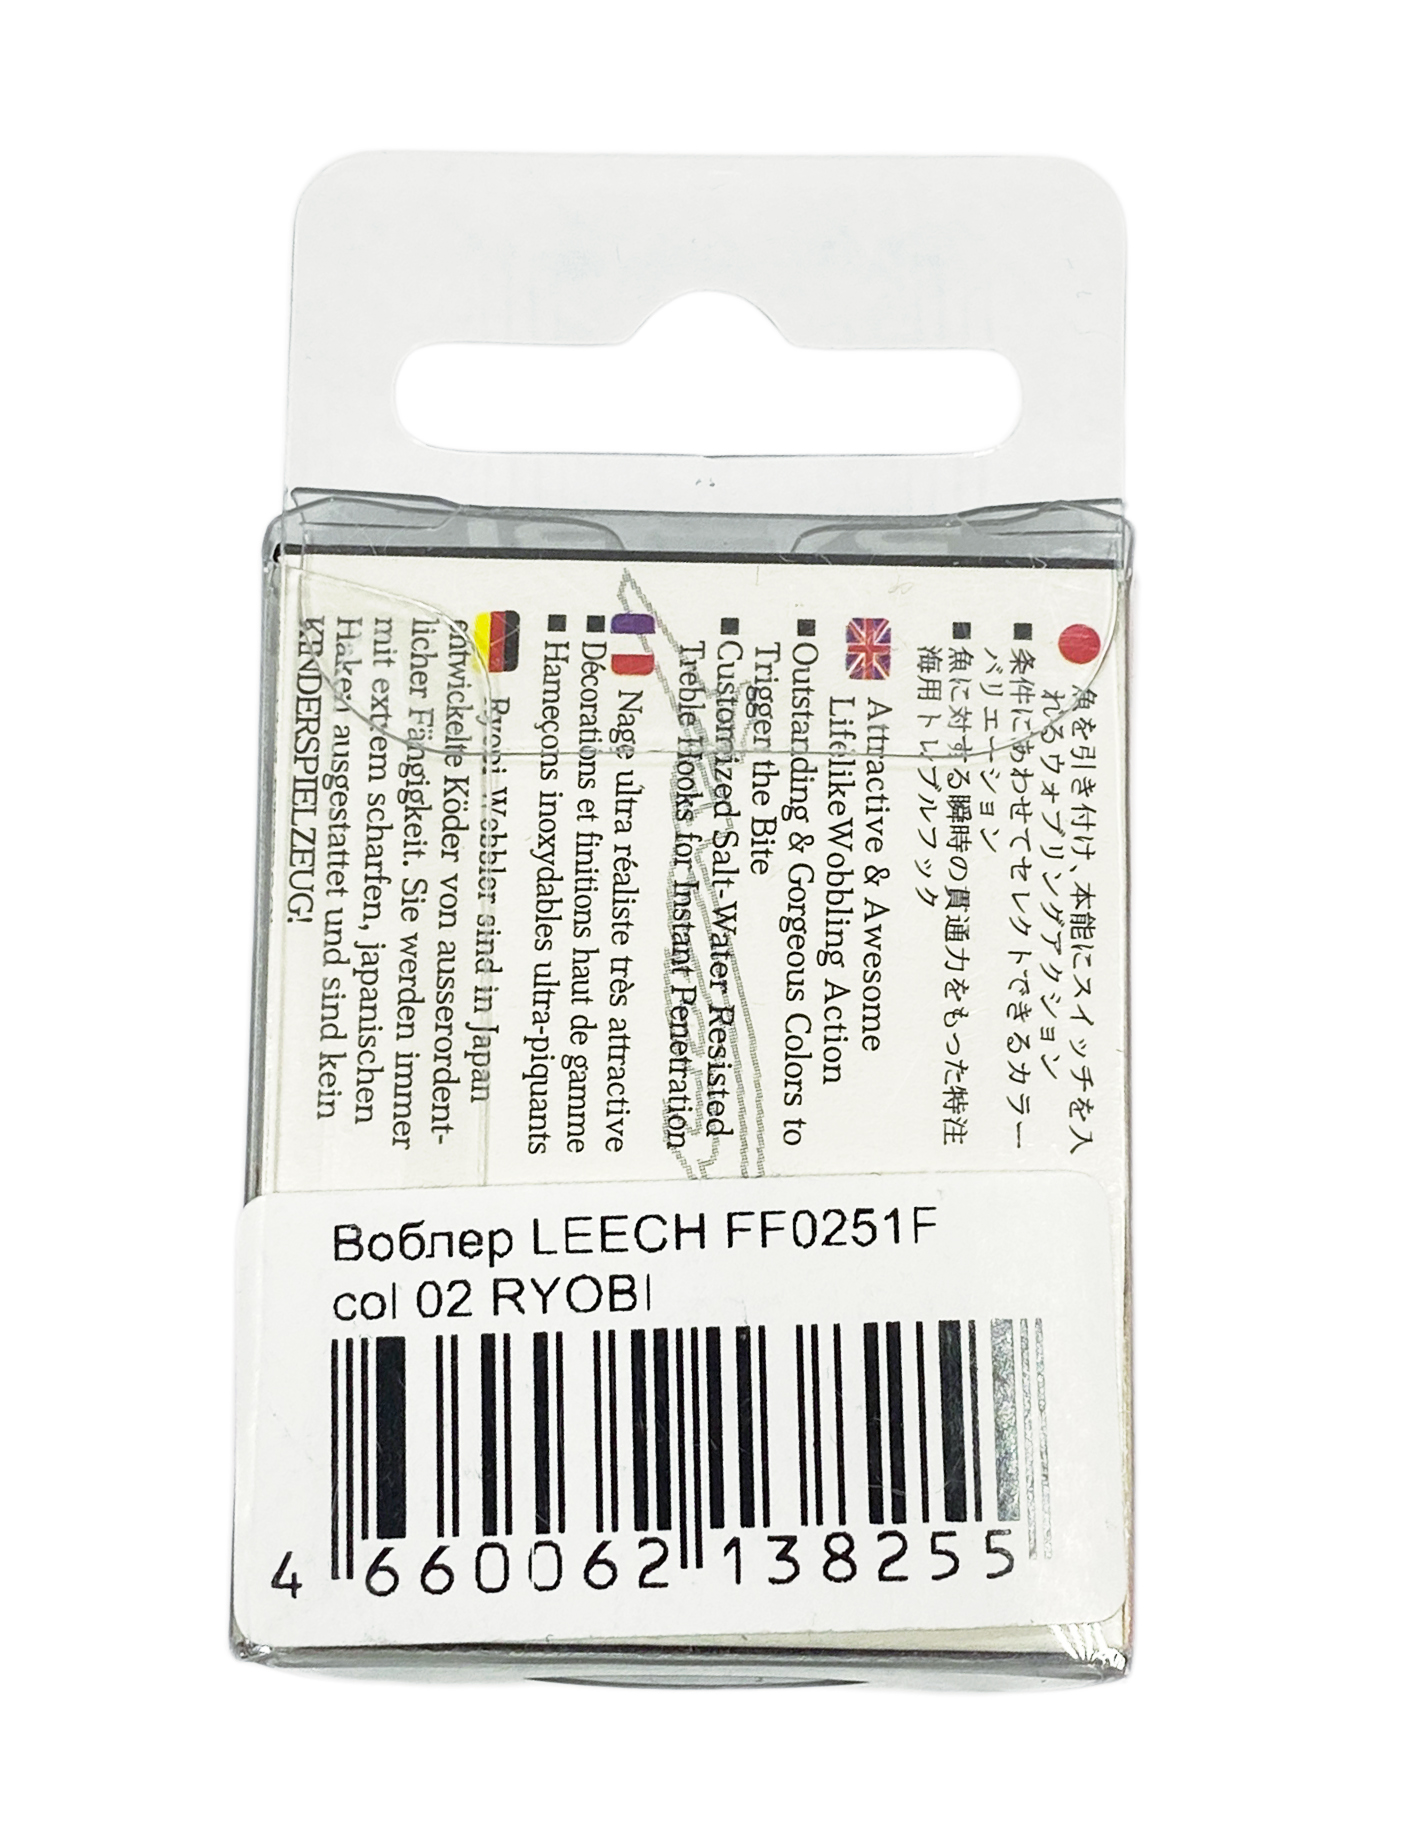 魚を引き付け、本能にスイッチを入
れるウォブリングアクション
■条件にあわせてセレクトできるカラー
バリエーション
■魚に対する瞬時の貫通力をもった特注
海用トレブルフック
Attractive & Awesome
LifelikeWobbling Action
■Outstanding & Gorgeous Colors to
Trigger the Bite
■Customized Salt-Water Resisted
Treble Hooks for Instant Penetration
Nage ultra réaliste très attractive
■Décorations et finitions haut de gamme
■Hameçons inoxydables ultra-piquants
Ryobi Wobbler sind in Japan
entwickelte Köder von ausserordent-
licher Fängigkeit. Sie werden immer
mit extrem scharfen, japanischen
Haken ausgestattet und sind kein
KINDERSPIELZEUG!
Воблер LEECH FF0251F
col 02 RYOBI
4 660062 138255